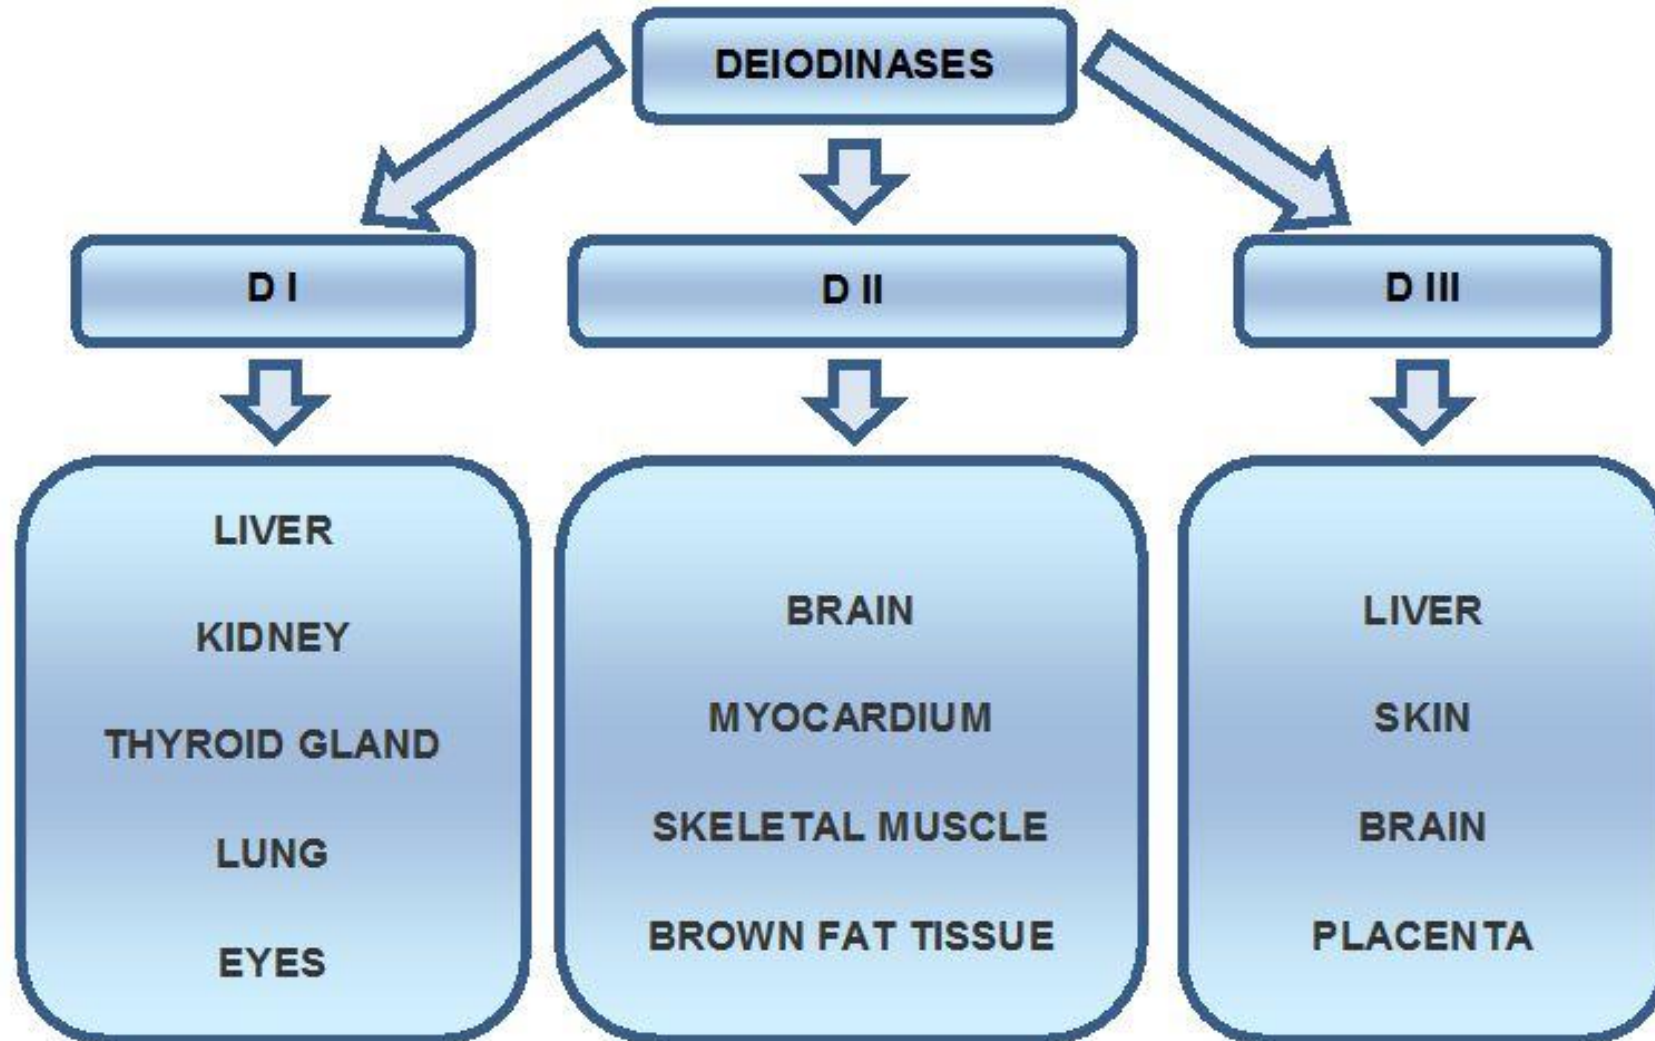 DEIODINASES
D I
D II
D III
LIVER
KIDNEY
THYROID GLAND
LUNG
EYES
BRAIN
MYOCARDIUM
SKELETAL MUSCLE
BROWN FAT TISSUE
LIVER
SKIN
BRAIN
PLACENTA